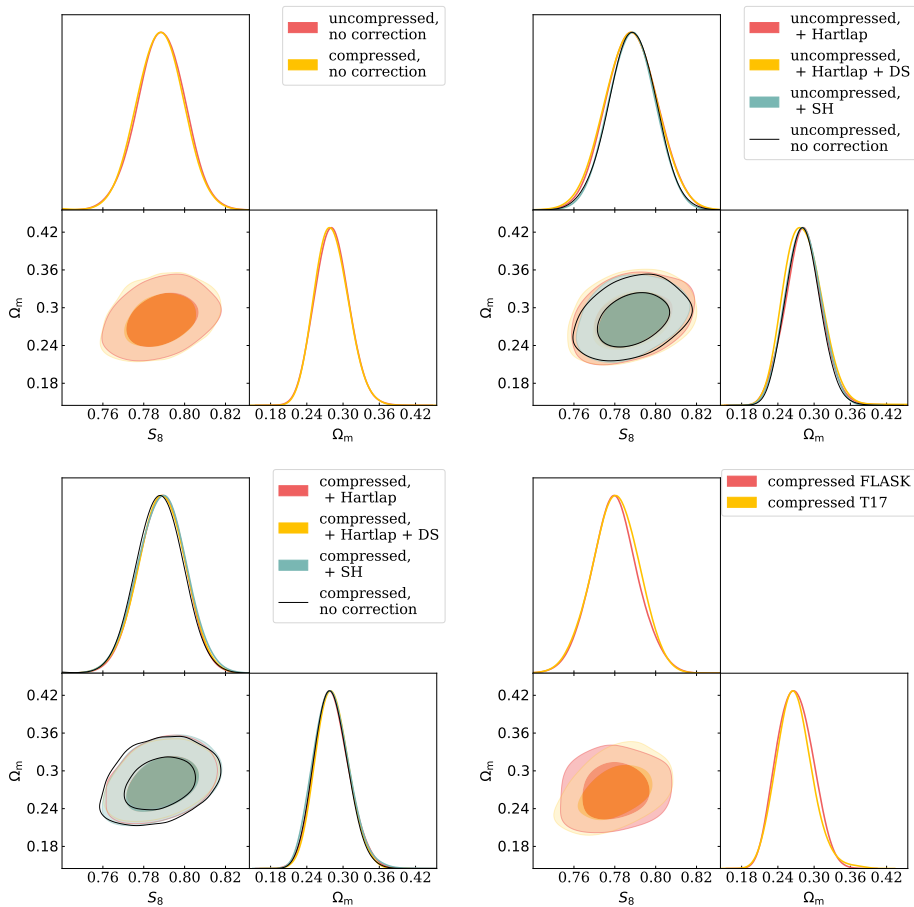 uncompressed,
no correction
compressed,
no correction
0.42
0.36
0.3
0.24
0.18
Ωm
0.76 0.78 0.80 0.82
S8
0.18 0.24 0.30 0.36 0.42
Ωm
uncompressed,
+ Hartlap
uncompressed,
+ Hartlap + DS
uncompressed,
+ SH
uncompressed,
no correction
0.42
0.36
0.3
0.24
0.18
Ωm
0.76 0.78 0.80 0.82
S8
0.18 0.24 0.30 0.36 0.42
Ωm
compressed,
+ Hartlap
compressed,
+ Hartlap + DS
compressed,
+ SH
compressed,
no correction
0.42
0.36
0.3
0.24
0.18
Ωm
0.76 0.78 0.80 0.82
S8
0.18 0.24 0.30 0.36 0.42
Ωm
compressed FLASK
compressed T17
0.42
0.36
0.3
0.24
0.18
Ωm
0.76 0.78 0.80 0.82
S8
0.18 0.24 0.30 0.36 0.42
Ωm